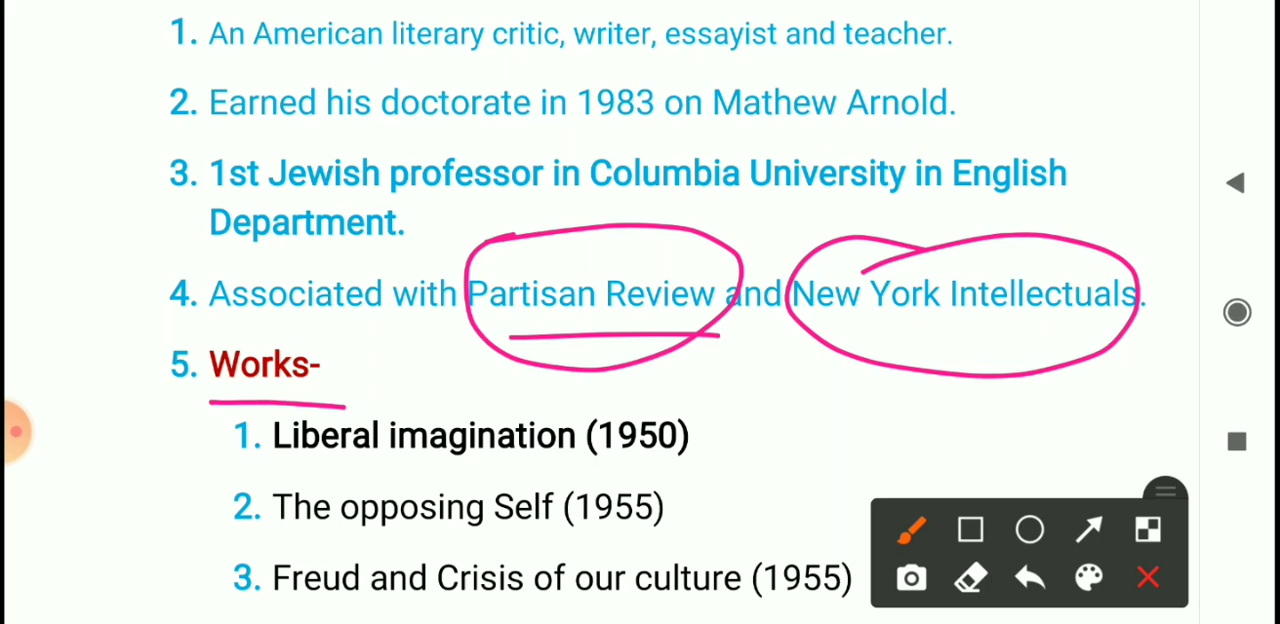 1. An American literary critic, writer, essayist and teacher.
2. Earned his doctorate in 1983 on Mathew Arnold.
3. 1st Jewish professor in Columbia University in English
Department.
4. Associated with Partisan Review and New York Intellectuals.
5. Works-
1. Liberal imagination (1950)
2. The opposing Self (1955)
3. Freud and Crisis of our culture (1955)